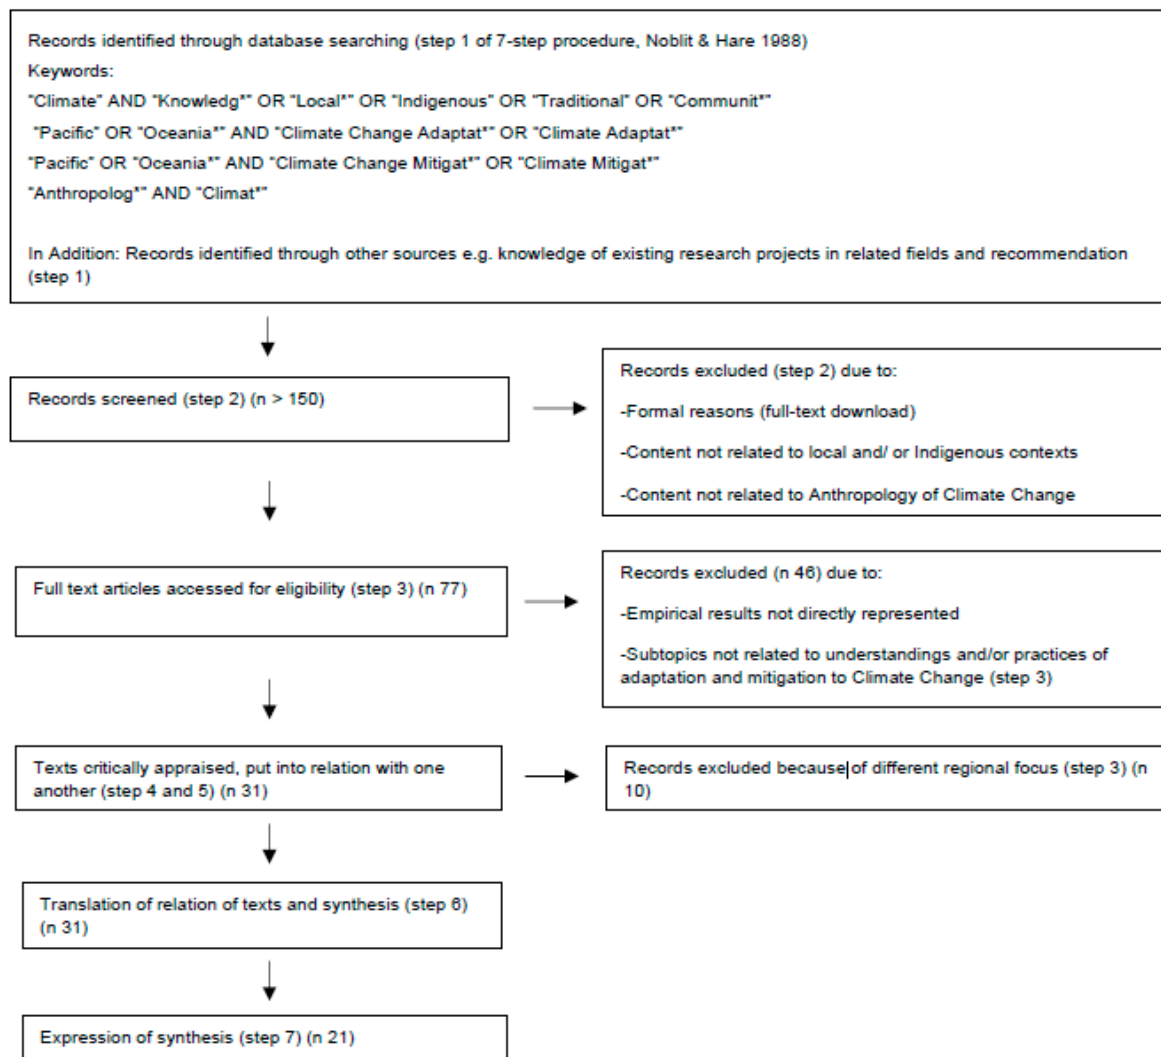 Records identified through database searching (step 1 of 7-step procedure, Noblit & Hare 1988)
Keywords:
"Climate" AND "Knowledg*" OR "Local*" OR "Indigenous" OR "Traditional" OR "Communit*"
"Pacific" OR "Oceania*" AND "Climate Change Adaptat*" OR "Climate Adaptat*"
"Pacific" OR "Oceania*" AND "Climate Change Mitigat*" OR "Climate Mitigat*"
"Anthropolog*" AND "Climat*"
In Addition: Records identified through other sources e.g. knowledge of existing research projects in related fields and recommendation
(step 1)
Records screened (step 2) (n > 150)
Records excluded (step 2) due to:
-Formal reasons (full-text download)
-Content not related to local and/ or Indigenous contexts
-Content not related to Anthropology of Climate Change
Full text articles accessed for eligibility (step 3) (n 77)
Records excluded (n 46) due to:
-Empirical results not directly represented
-Subtopics not related to understandings and/or practices of
adaptation and mitigation to Climate Change (step 3)
Texts critically appraised, put into relation with one
another (step 4 and 5) (n 31)
Records excluded because of different regional focus (step 3) (n
10)
Translation of relation of texts and synthesis (step 6)
(n 31)
Expression of synthesis (step 7) (n 21)